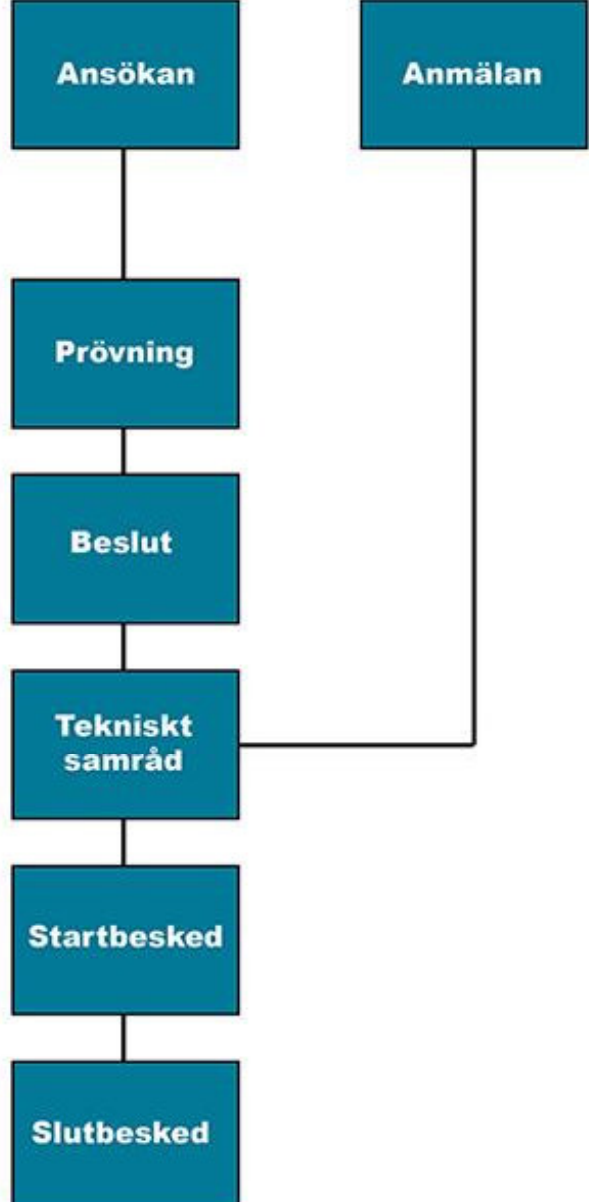 Ansökan
Anmälan
Prövning
Beslut
Tekniskt
samråd
Startbesked
Slutbesked